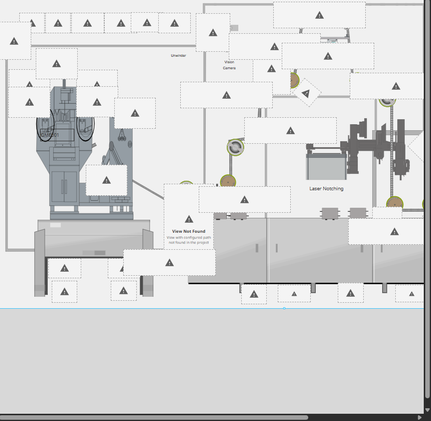 Unwinder
Vision
Camera
Laser Notching
View Not Found
View with configured path
not found in the project